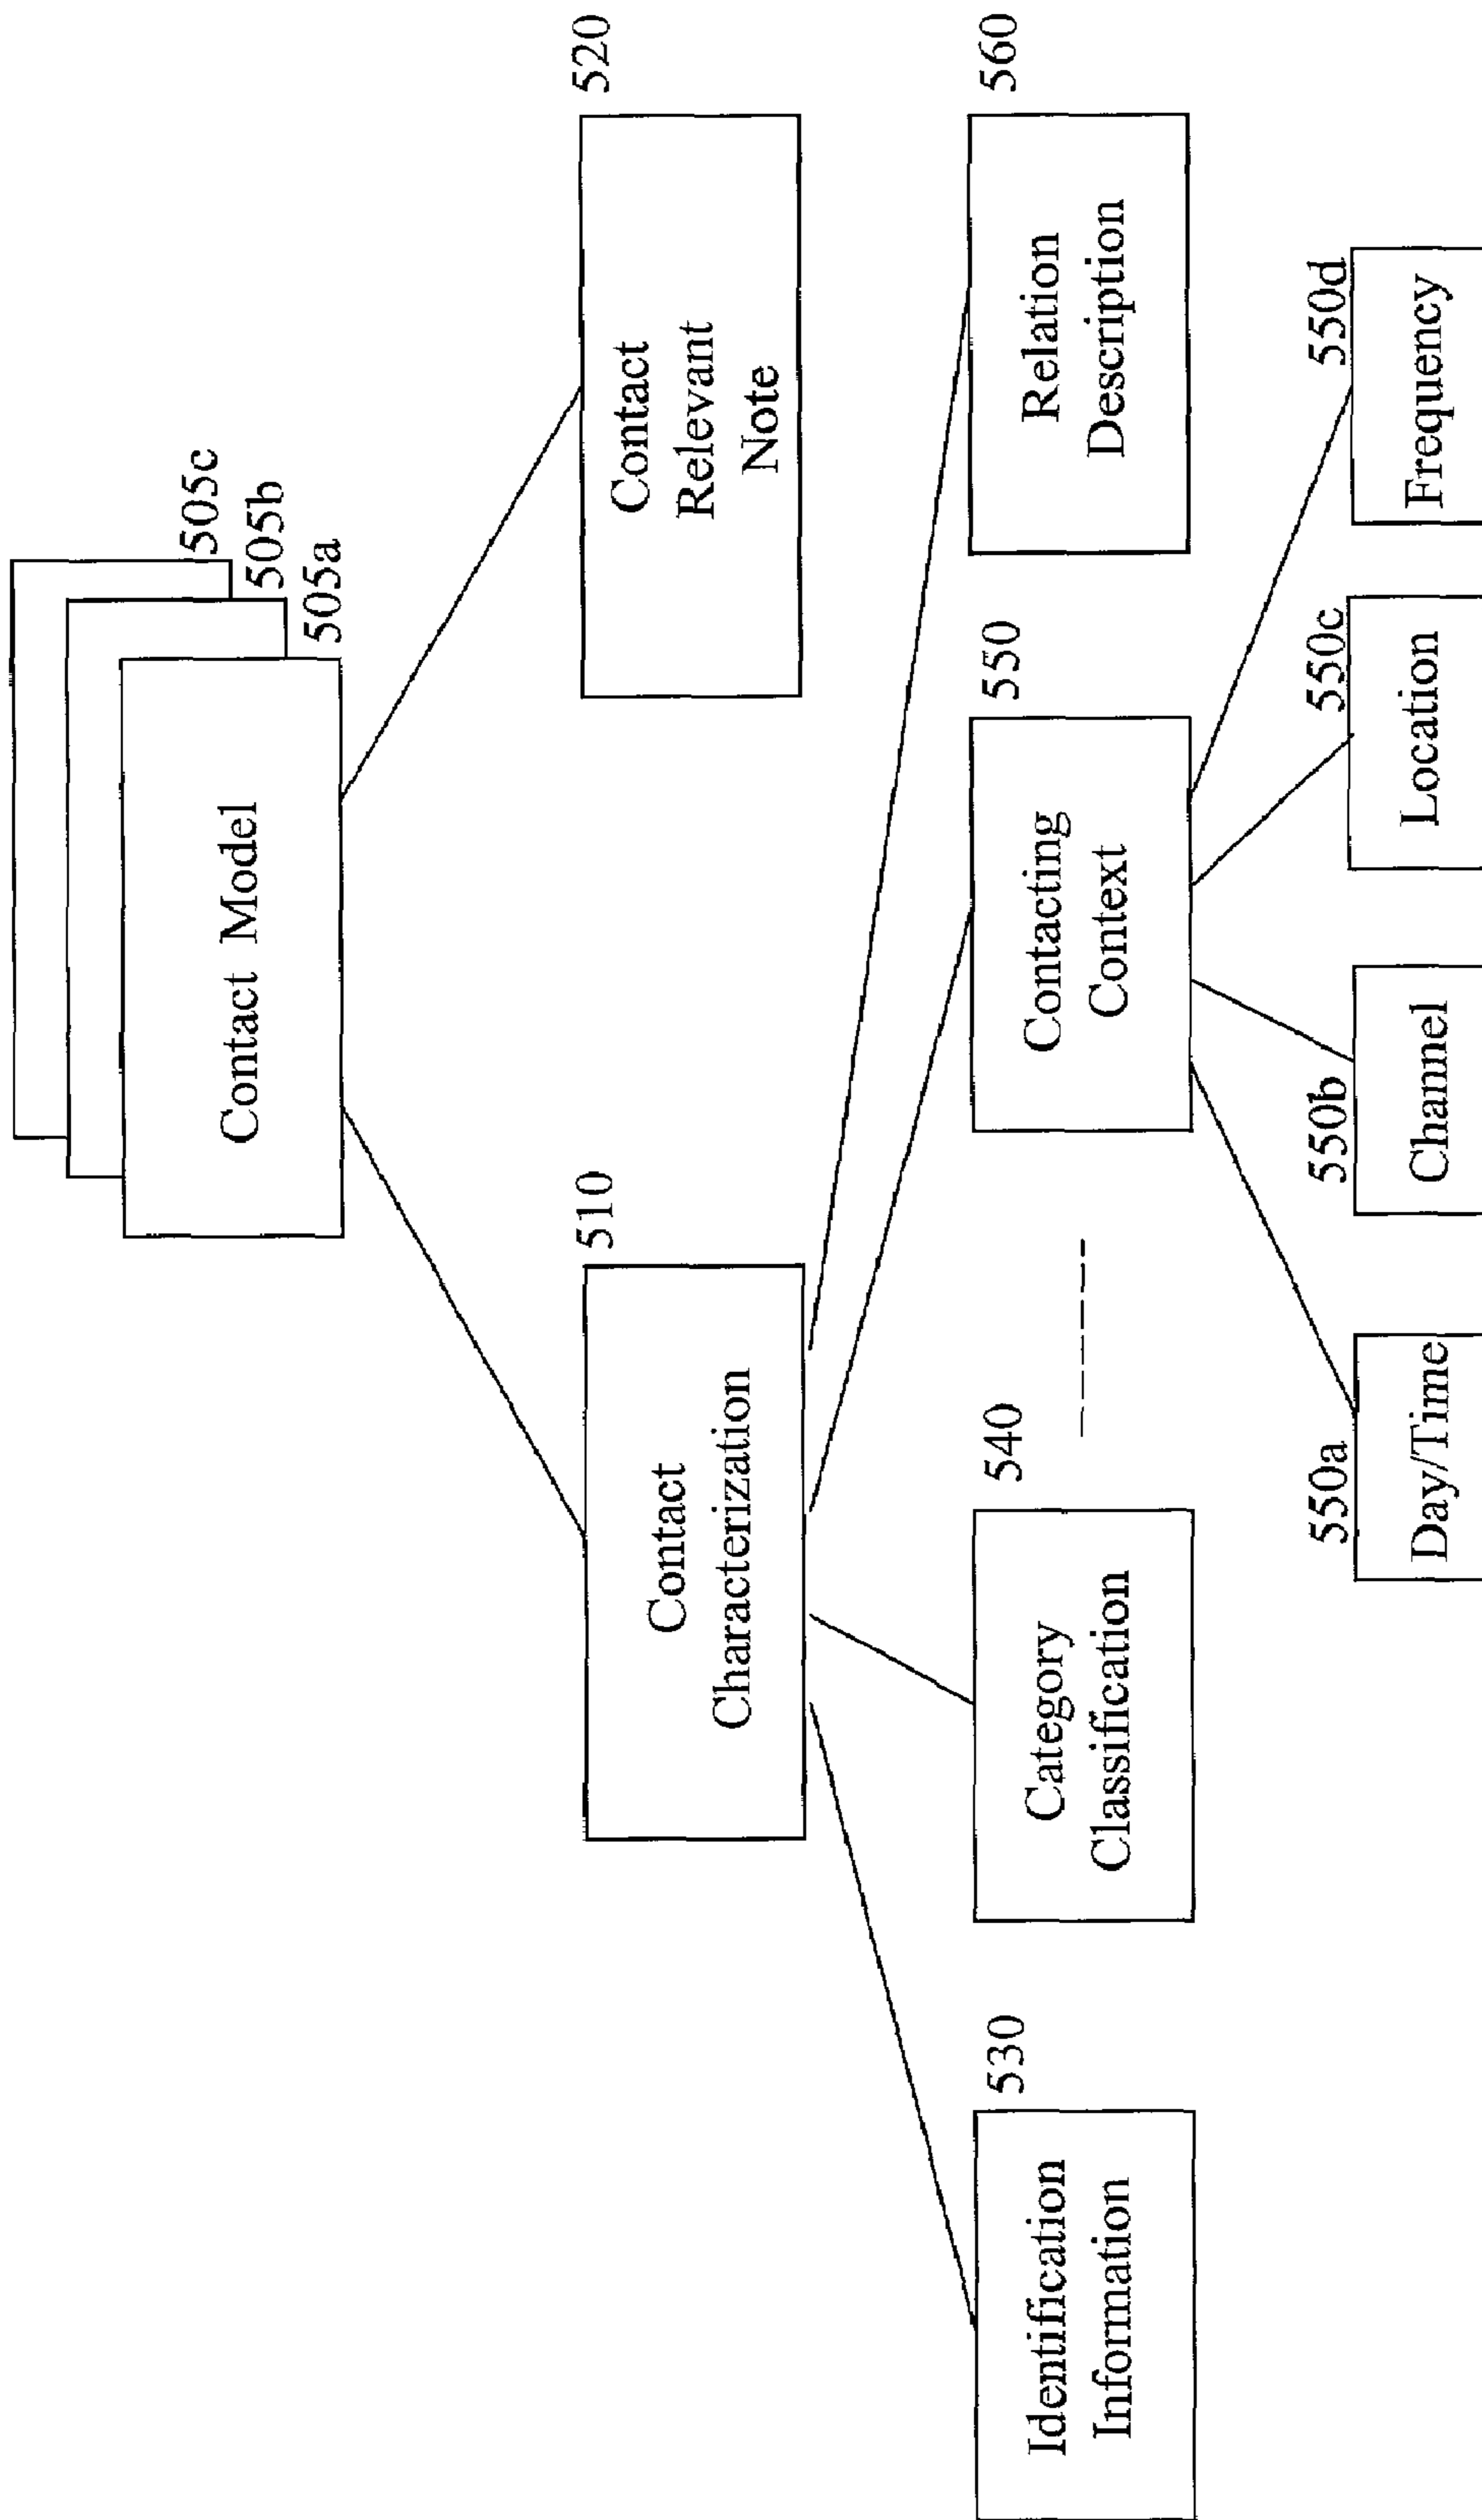 505c
505b
505a
Contact Model
510
520
Contact
Characterization
Contact
Relevant
Note
530
540
550
560
Identification
Information
Category
Classification
Contacting
Context
Relation
Description
550a
550b
550c
550d
Day/Time
Channel
Location
Frequency